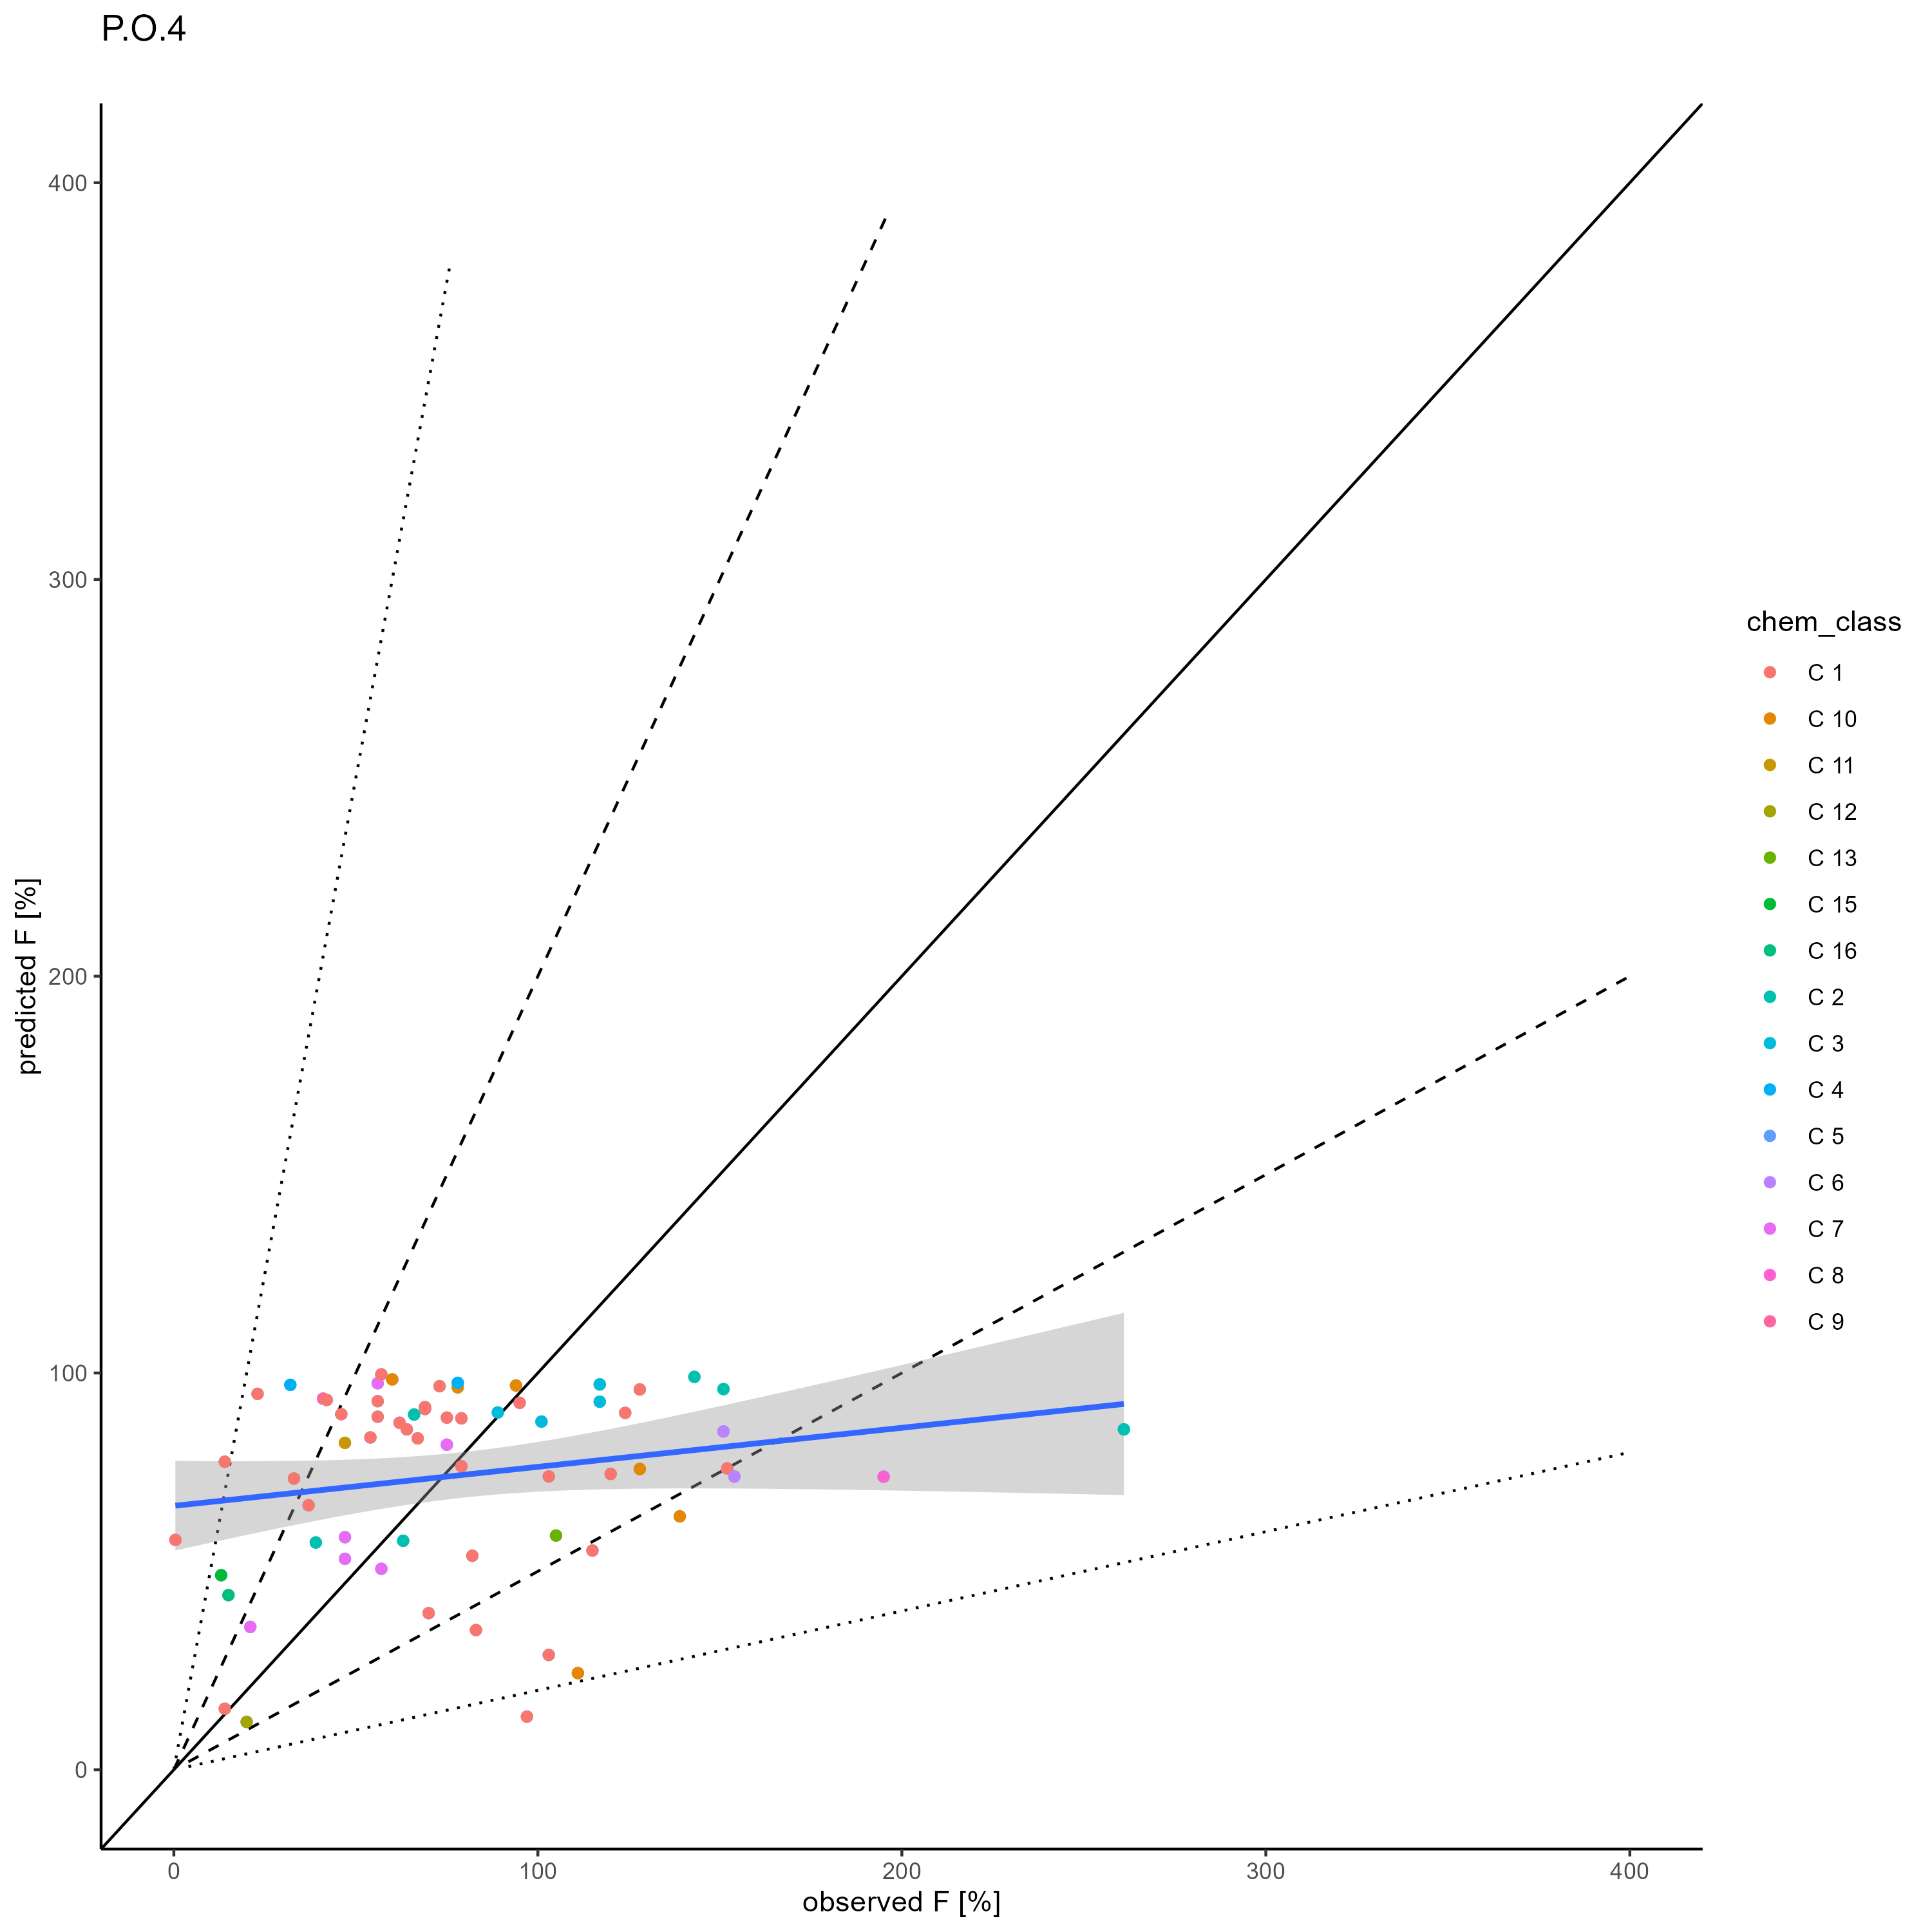 P.O.4
400
300
200
100
0
predicted F [%]
0 100 200 300 400
observed F [%]
chem_class
C 1
C 10
C 11
C 12
C 13
C 15
C 16
C 2
C 3
C 4
C 5
C 6
C 7
C 8
C 9